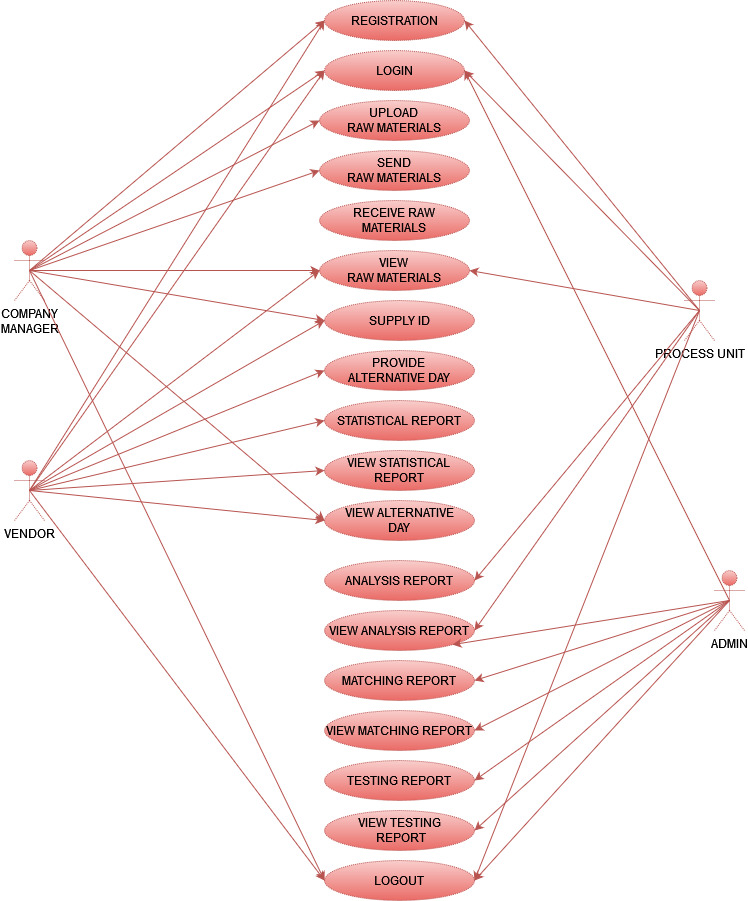 REGISTRATION
LOGIN
UPLOAD
RAW MATERIALS
SEND
RAW MATERIALS
RECEIVE RAW
MATERIALS
VIEW
RAW MATERIALS
COMPANY
MANAGER
SUPPLY ID
PROCESS UNIT
PROVIDE
ALTERNATIVE DAY
STATISTICAL REPORT
VIEW STATISTICAL
REPORT
VENDOR
VIEW ALTERNATIVE
DAY
ANALYSIS REPORT
VIEW ANALYSIS REPORT
ADMIN
MATCHING REPORT
VIEW MATCHING REPORT
TESTING REPORT
VIEW TESTING
REPORT
LOGOUT